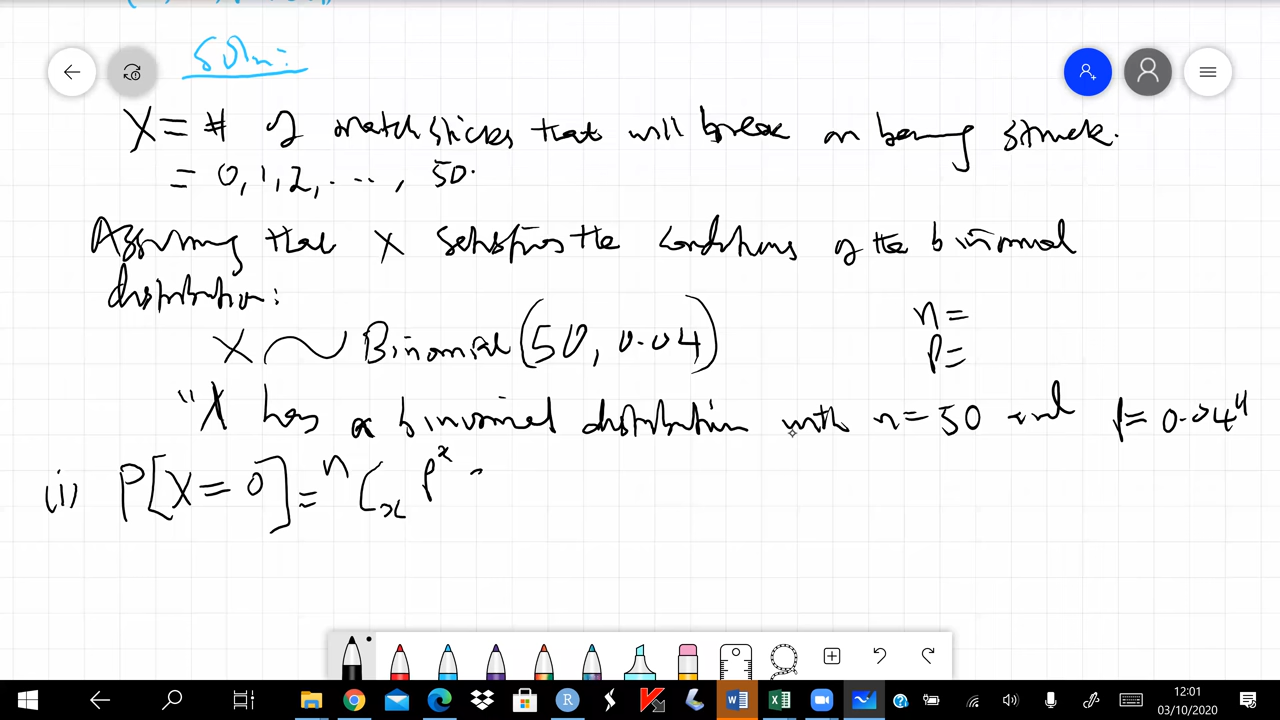 Soln:
X = # of matchsticks that will break on being struck.
= 0, 1, 2, ..., 50.
Assuming that X satisfies the conditions of the binomial
distribution:
X ~ Binomial (50, 0.04)
n =
p =
"X has a binomial distribution with n = 50 and p = 0.04"
(i) P[X = 0] = ⁿCₓ pˣ
12:01
03/10/2020